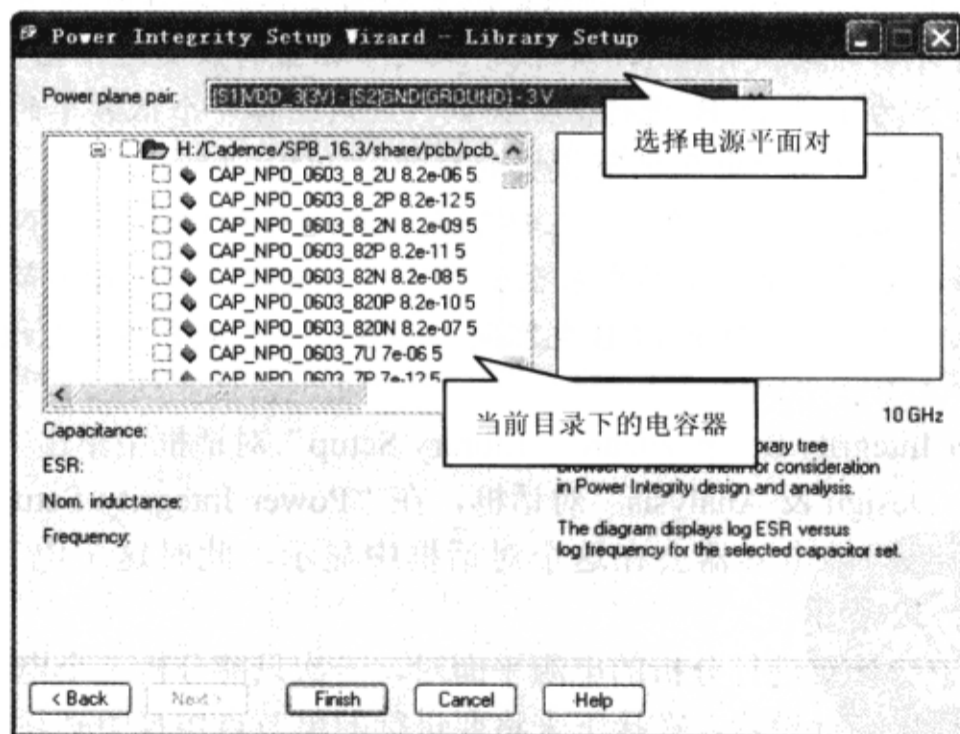 Power Integrity Setup Wizard - Library Setup
Power plane pair:
[S1]VDD_3(3V) - [S2]GND(GROUND) - 3 V
选择电源平面对
H:/Cadence/SPB_16.3/share/pcb/pcb_
CAP_NPO_0603_8_2U 8.2e-06 5
CAP_NPO_0603_8_2P 8.2e-12 5
CAP_NPO_0603_8_2N 8.2e-09 5
CAP_NPO_0603_82P 8.2e-11 5
CAP_NPO_0603_82N 8.2e-08 5
CAP_NPO_0603_820P 8.2e-10 5
CAP_NPO_0603_820N 8.2e-07 5
CAP_NPO_0603_7U 7e-06 5
CAP_NPO_0603_7P 7e-12 5
当前目录下的电容器
10 GHz
Capacitance:
ESR:
Nom. inductance:
Frequency:
brary tree
browser to include them for consideration
in Power Integrity design and analysis.
The diagram displays log ESR versus
log frequency for the selected capacitor set.
< Back
Next >
Finish
Cancel
Help